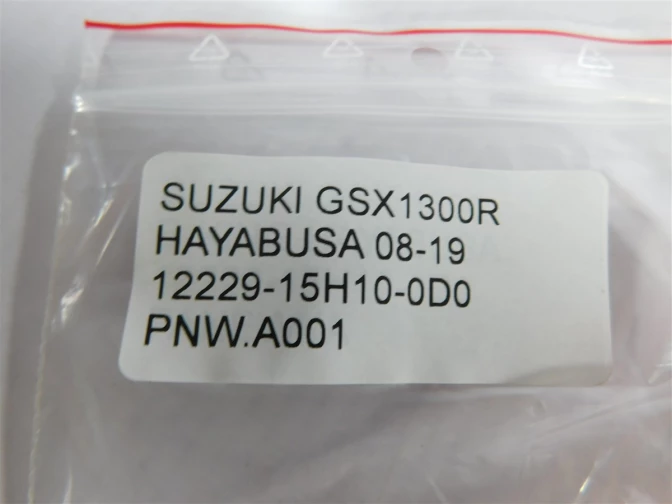 SUZUKI GSX1300R
HAYABUSA 08-19
12229-15H10-0D0
PNW.A001